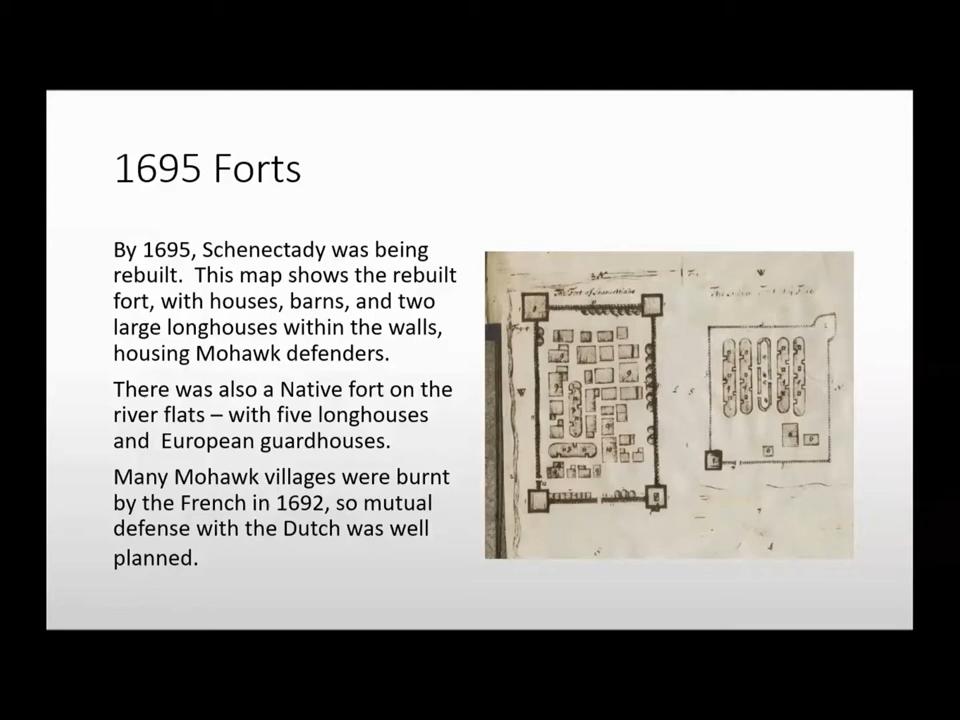 1695 Forts
By 1695, Schenectady was being
rebuilt. This map shows the rebuilt
fort, with houses, barns, and two
large longhouses within the walls,
housing Mohawk defenders.
There was also a Native fort on the
river flats – with five longhouses
and European guardhouses.
Many Mohawk villages were burnt
by the French in 1692, so mutual
defense with the Dutch was well
planned.
The Fort of